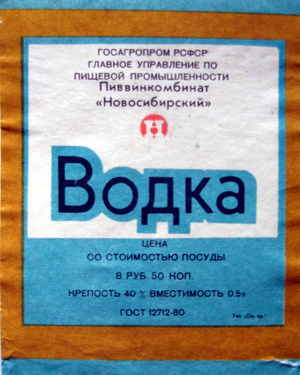 ГОСАГРОПРОМ РСФСР
ГЛАВНОЕ УПРАВЛЕНИЕ ПО
ПИЩЕВОЙ ПРОМЫШЛЕННОСТИ
Пиввинкомбинат
«Новосибирский»
Н
Водка
ЦЕНА
СО СТОИМОСТЬЮ ПОСУДЫ
8 РУБ. 50 КОП.
КРЕПОСТЬ 40 % ВМЕСТИМОСТЬ 0,5л
ГОСТ 12712-80
Тип.